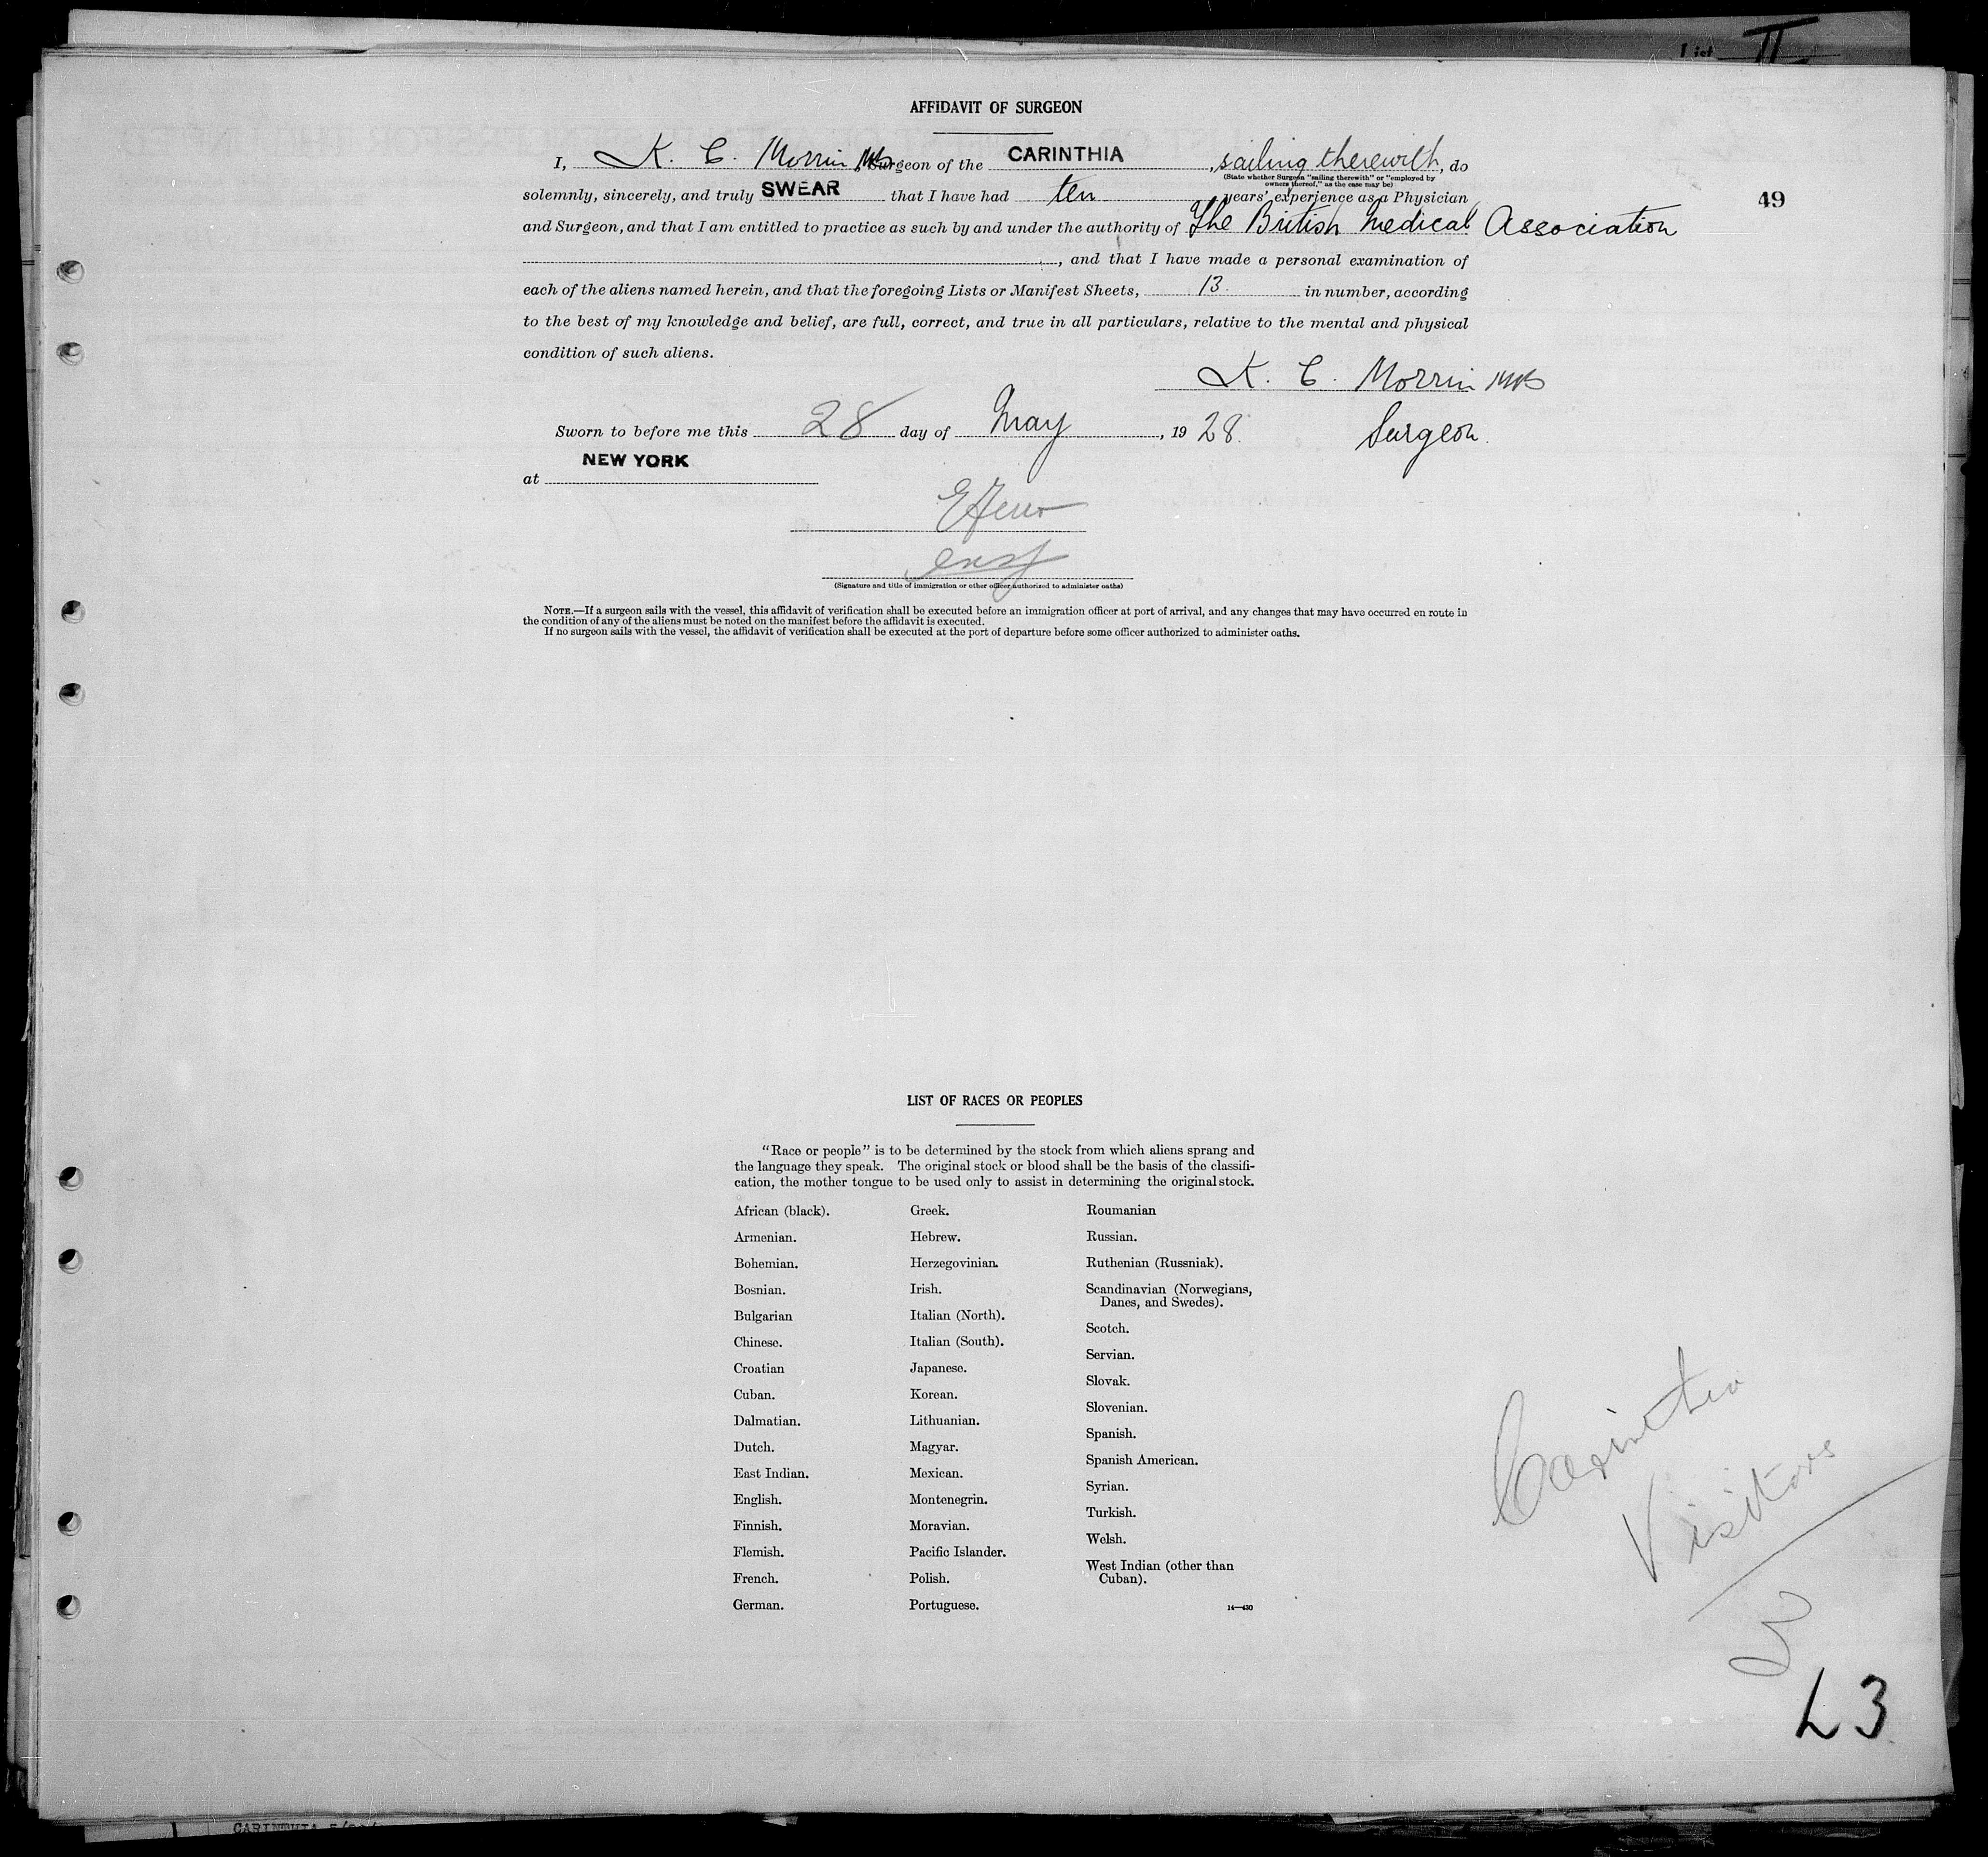 List II
AFFIDAVIT OF SURGEON
I, K. C. Morrin MB Surgeon of the CARINTHIA, sailing therewith, do
(State whether Surgeon "sailing therewith" or "employed by
owners thereof," as the case may be)
solemnly, sincerely, and truly SWEAR that I have had ten years' experience as a Physician
49
and Surgeon, and that I am entitled to practice as such by and under the authority of The British Medical Association
, and that I have made a personal examination of
each of the aliens named herein, and that the foregoing Lists or Manifest Sheets, 13 in number, according
to the best of my knowledge and belief, are full, correct, and true in all particulars, relative to the mental and physical
condition of such aliens.
K. C. Morrin MB
Sworn to before me this 28 day of May, 1928. Surgeon.
NEW YORK
at
(Signature and title of immigration or other officer authorized to administer oaths)
NOTE.—If a surgeon sails with the vessel, this affidavit of verification shall be executed before an immigration officer at port of arrival, and any changes that may have occurred en route in
the condition of any of the aliens must be noted on the manifest before the affidavit is executed.
If no surgeon sails with the vessel, the affidavit of verification shall be executed at the port of departure before some officer authorized to administer oaths.
LIST OF RACES OR PEOPLES
"Race or people" is to be determined by the stock from which aliens sprang and
the language they speak. The original stock or blood shall be the basis of the classifi-
cation, the mother tongue to be used only to assist in determining the original stock.
African (black).
Armenian.
Bohemian.
Bosnian.
Bulgarian
Chinese.
Croatian
Cuban.
Dalmatian.
Dutch.
East Indian.
English.
Finnish.
Flemish.
French.
German.
Greek.
Hebrew.
Herzegovinian.
Irish.
Italian (North).
Italian (South).
Japanese.
Korean.
Lithuanian.
Magyar.
Mexican.
Montenegrin.
Moravian.
Pacific Islander.
Polish.
Portuguese.
Roumanian
Russian.
Ruthenian (Russniak).
Scandinavian (Norwegians,
Danes, and Swedes).
Scotch.
Servian.
Slovak.
Slovenian.
Spanish.
Spanish American.
Syrian.
Turkish.
Welsh.
West Indian (other than
Cuban).
14—430
Carinthia
Visitors
3
L3
CARINTHIA